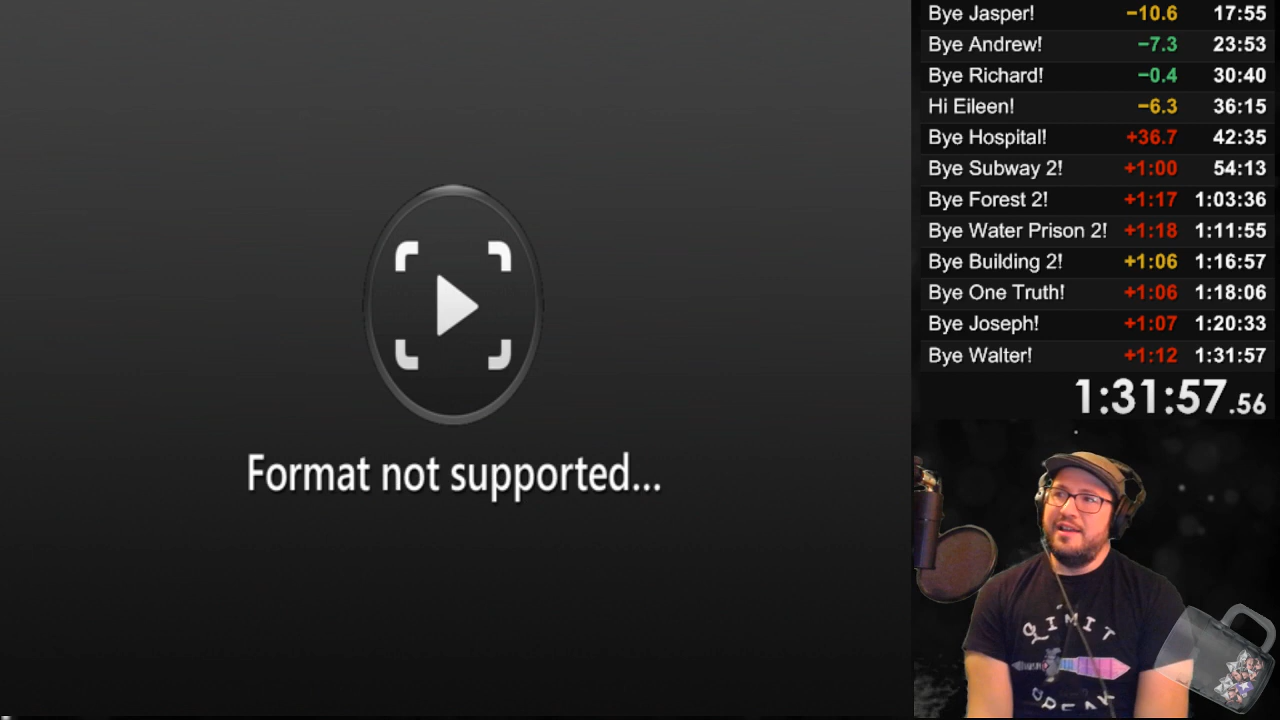 Bye Jasper! −10.6 17:55
Bye Andrew! −7.3 23:53
Bye Richard! −0.4 30:40
Hi Eileen! −6.3 36:15
Bye Hospital! +36.7 42:35
Bye Subway 2! +1:00 54:13
Bye Forest 2! +1:17 1:03:36
Bye Water Prison 2! +1:18 1:11:55
Bye Building 2! +1:06 1:16:57
Bye One Truth! +1:06 1:18:06
Bye Joseph! +1:07 1:20:33
Bye Walter! +1:12 1:31:57
1:31:57.56
Format not supported...
LIMIT
BREAK